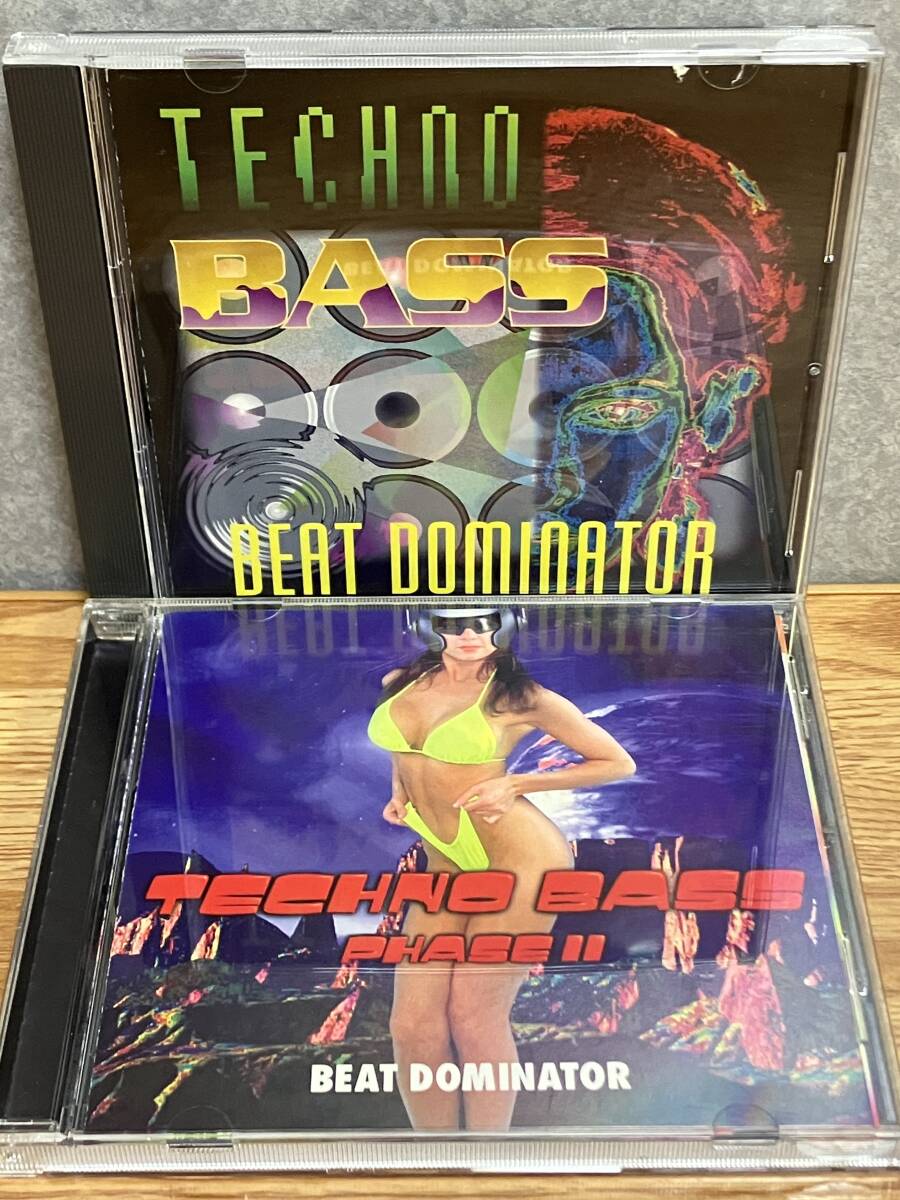 TECHNO
BASS
BEAT DOMINATOR
TECHNO BASS
PHASE II
BEAT DOMINATOR